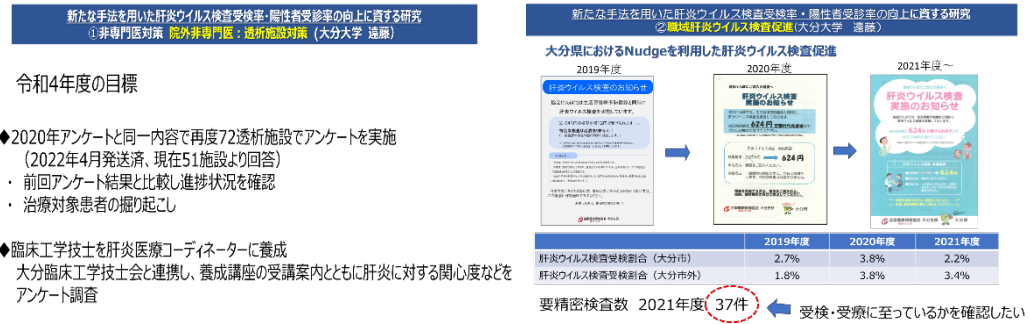 新たな手法を用いた肝炎ウイルス検査受検率・陽性者受診率の向上に資する研究
①非専門医対策 院外非専門医：透析施設対策 (大分大学 遠藤)
令和4年度の目標
◆2020年アンケートと同一内容で再度72透析施設でアンケートを実施
(2022年4月発送済、現在51施設より回答)
・ 前回アンケート結果と比較し進捗状況を確認
・ 治療対象患者の掘り起こし
◆臨床工学技士を肝炎医療コーディネーターに養成
大分臨床工学技士会と連携し、養成講座の受講案内とともに肝炎に対する関心度などを
アンケート調査
新たな手法を用いた肝炎ウイルス検査受検率・陽性者受診率の向上に資する研究
②職域肝炎ウイルス検査促進(大分大学 遠藤)
大分県におけるNudgeを利用した肝炎ウイルス検査促進
2019年度 2020年度 2021年度～
肝炎ウイルス検査のお知らせ
肝炎ウイルス検査
実施のお知らせ
624円
624円
肝炎ウイルス検査
実施のお知らせ
624円
624円
2019年度 2020年度 2021年度
肝炎ウイルス検査受検割合（大分市） 2.7% 3.8% 2.2%
肝炎ウイルス検査受検割合（大分市外） 1.8% 3.8% 3.4%
要精密検査数 2021年度 37件
受検・受療に至っているかを確認したい